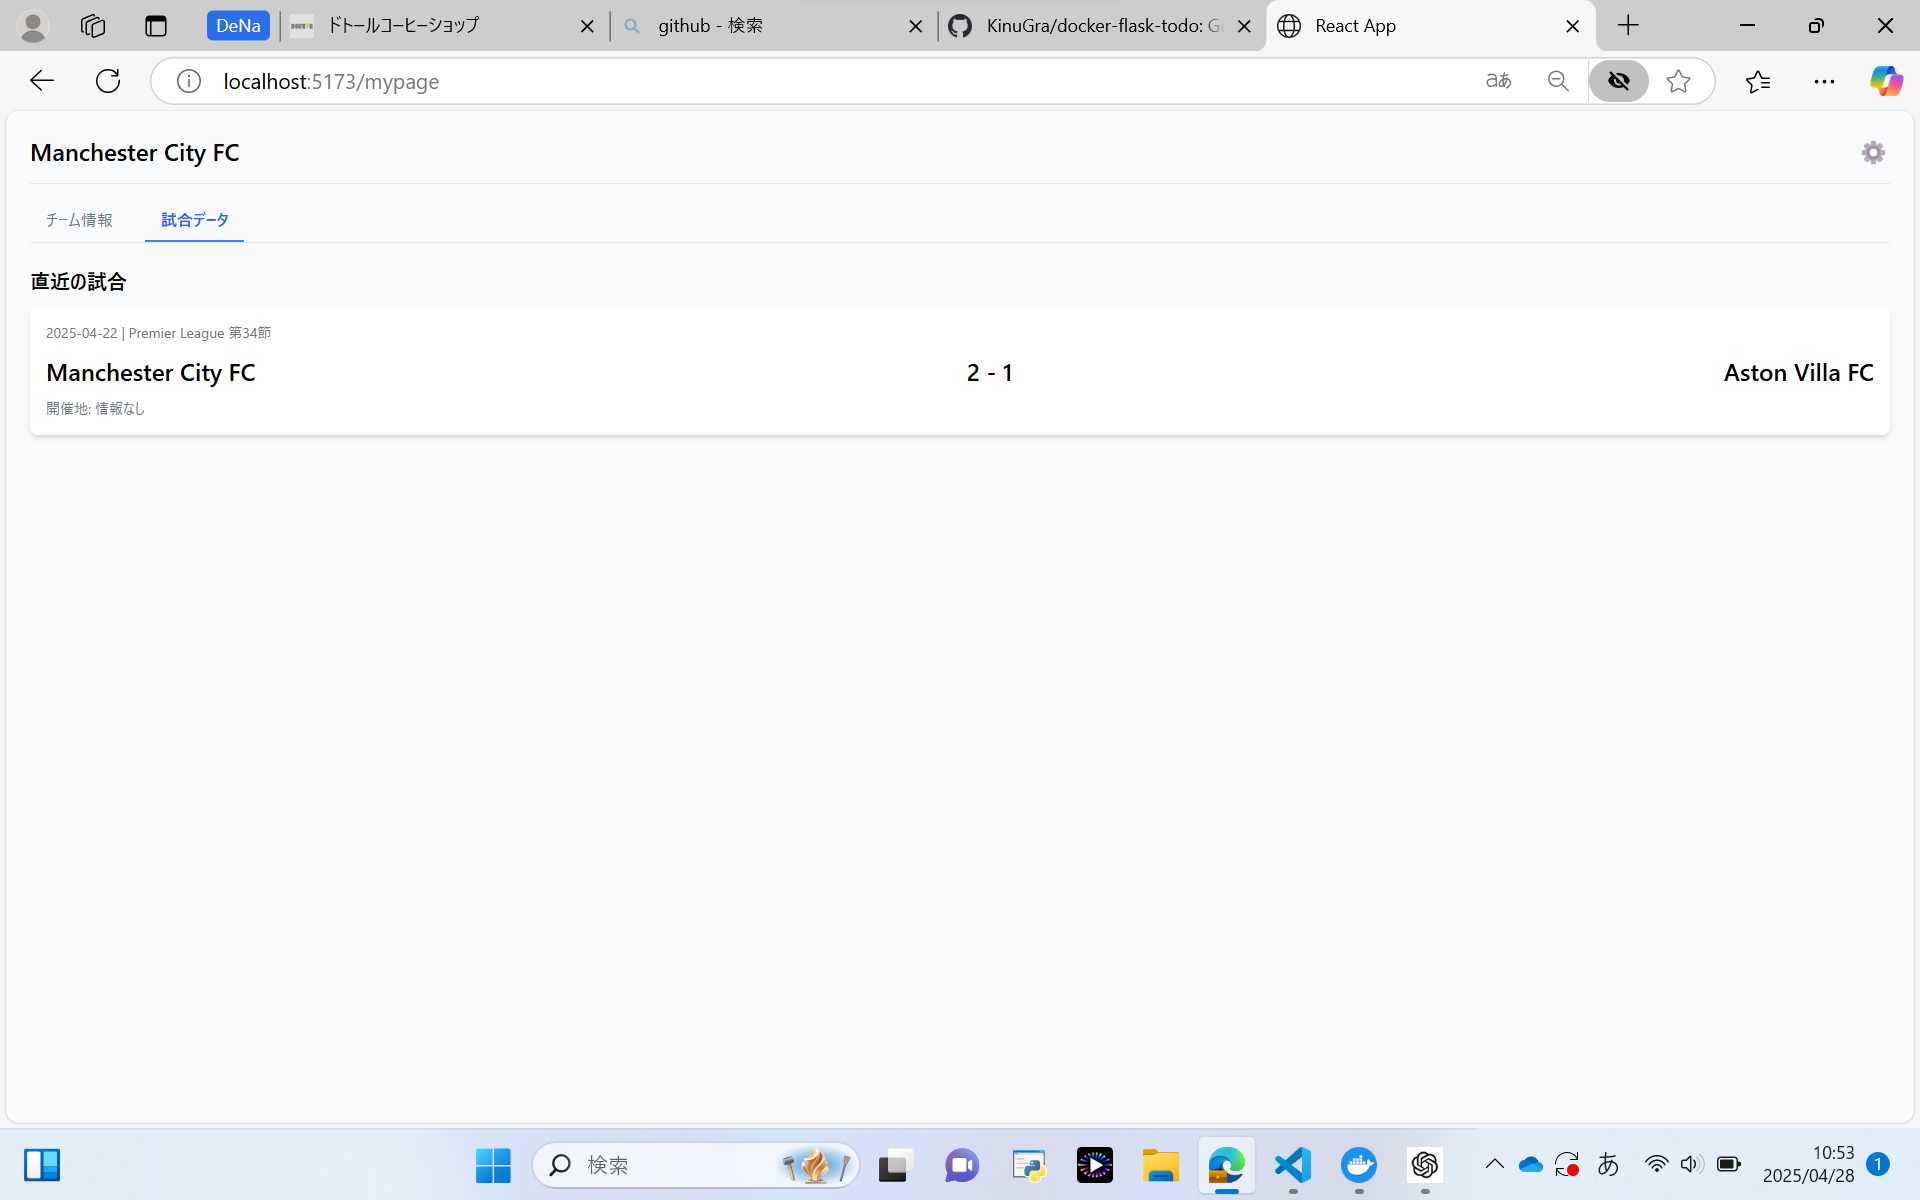 DeNa
ドトールコーヒーショップ
github - 検索
KinuGra/docker-flask-todo: Ge
React App
localhost:5173/mypage
aあ
Manchester City FC
チーム情報
試合データ
直近の試合
2025-04-22 | Premier League 第34節
Manchester City FC
2 - 1
Aston Villa FC
開催地: 情報なし
検索
あ
10:53
2025/04/28
1